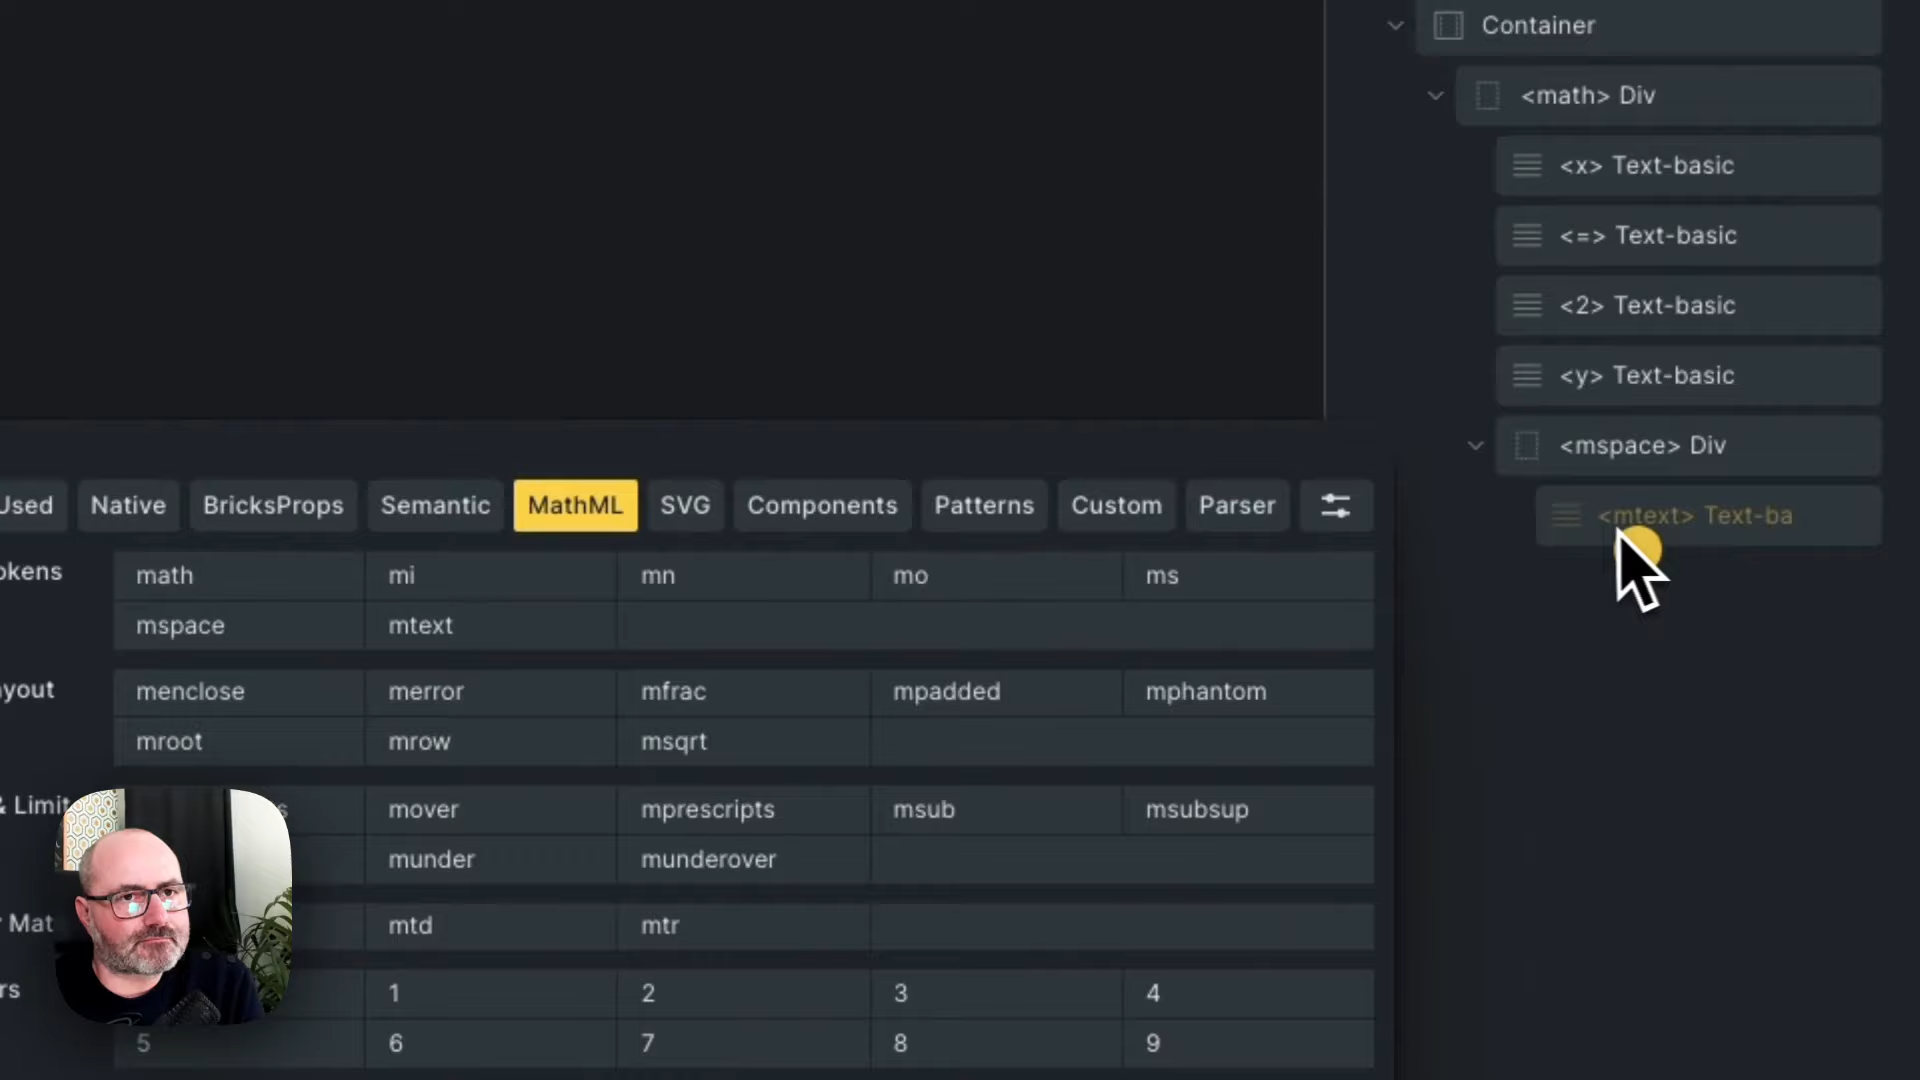 Container
<math> Div
<x> Text-basic
<=> Text-basic
<2> Text-basic
<y> Text-basic
<mspace> Div
<mtext> Text-ba
Used Native BricksProps Semantic MathML SVG Components Patterns Custom Parser
okens math mi mn mo ms
mspace mtext
ayout menclose merror mfrac mpadded mphantom
mroot mrow msqrt
& Limit s mover mprescripts msub msubsup
munder munderover
r Mat mtd mtr
rs 1 2 3 4
5 6 7 8 9